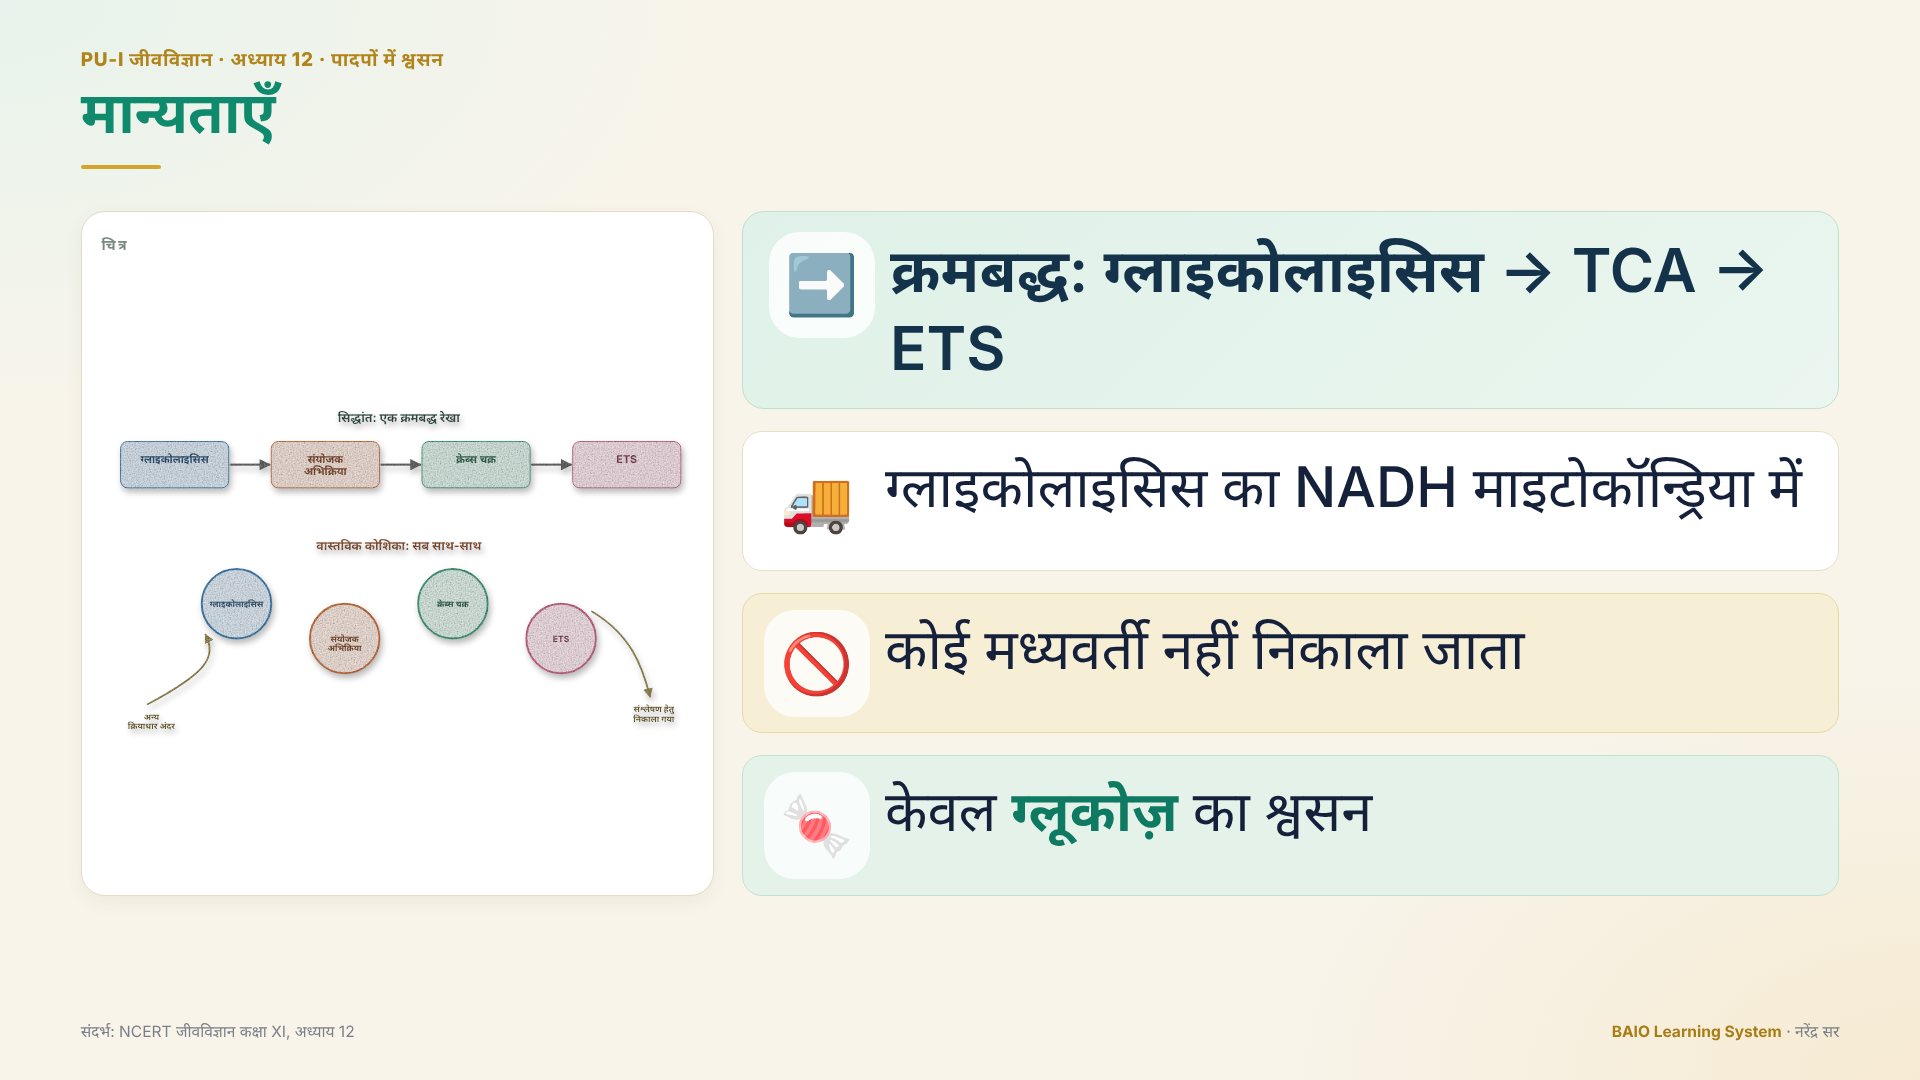 PU-I जीवविज्ञान · अध्याय 12 · पादपों में श्वसन
मान्यताएँ
चित्र
सिद्धांत: एक क्रमबद्ध रेखा
ग्लाइकोलाइसिस
संयोजक
अभिक्रिया
क्रेब्स चक्र
ETS
वास्तविक कोशिका: सब साथ-साथ
ग्लाइकोलाइसिस
संयोजक
अभिक्रिया
क्रेब्स चक्र
ETS
अन्य
क्रियाधार अंदर
संश्लेषण हेतु
निकाला गया
क्रमबद्ध: ग्लाइकोलाइसिस → TCA →
ETS
ग्लाइकोलाइसिस का NADH माइटोकॉन्ड्रिया में
कोई मध्यवर्ती नहीं निकाला जाता
केवल ग्लूकोज़ का श्वसन
संदर्भ: NCERT जीवविज्ञान कक्षा XI, अध्याय 12
BAIO Learning System · नरेंद्र सर